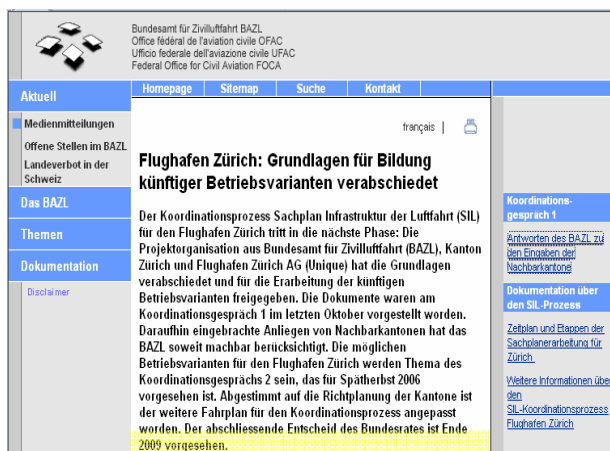 Bundesamt für Zivilluftfahrt BAZL
Office fédéral de l'aviation civile OFAC
Ufficio federale dell'aviazione civile UFAC
Federal Office for Civil Aviation FOCA
Homepage Sitemap Suche Kontakt
Aktuell
Medienmitteilungen
Offene Stellen im BAZL
Landeverbot in der
Schweiz
Das BAZL
Themen
Dokumentation
Disclaimer
français |
Flughafen Zürich: Grundlagen für Bildung
künftiger Betriebsvarianten verabschiedet
Der Koordinationsprozess Sachplan Infrastruktur der Luftfahrt (SIL)
für den Flughafen Zürich tritt in die nächste Phase: Die
Projektorganisation aus Bundesamt für Zivilluftfahrt (BAZL), Kanton
Zürich und Flughafen Zürich AG (Unique) hat die Grundlagen
verabschiedet und für die Erarbeitung der künftigen
Betriebsvarianten freigegeben. Die Dokumente waren am
Koordinationsgespräch 1 im letzten Oktober vorgestellt worden.
Daraufhin eingebrachte Anliegen von Nachbarkantonen hat das
BAZL soweit machbar berücksichtigt. Die möglichen
Betriebsvarianten für den Flughafen Zürich werden Thema des
Koordinationsgesprächs 2 sein, das für Spätherbst 2006
vorgesehen ist. Abgestimmt auf die Richtplanung der Kantone ist
der weitere Fahrplan für den Koordinationsprozess angepasst
worden. Der abschliessende Entscheid des Bundesrates ist Ende
2009 vorgesehen.
Koordinations-
gespräch 1
Antworten des BAZL zu
den Eingaben der
Nachbarkantone
Dokumentation über
den SIL-Prozess
Zeitplan und Etappen der
Sachplanerarbeitung für
Zürich
Weitere Informationen über
den
SIL-Koordinationsprozess
Flughafen Zürich